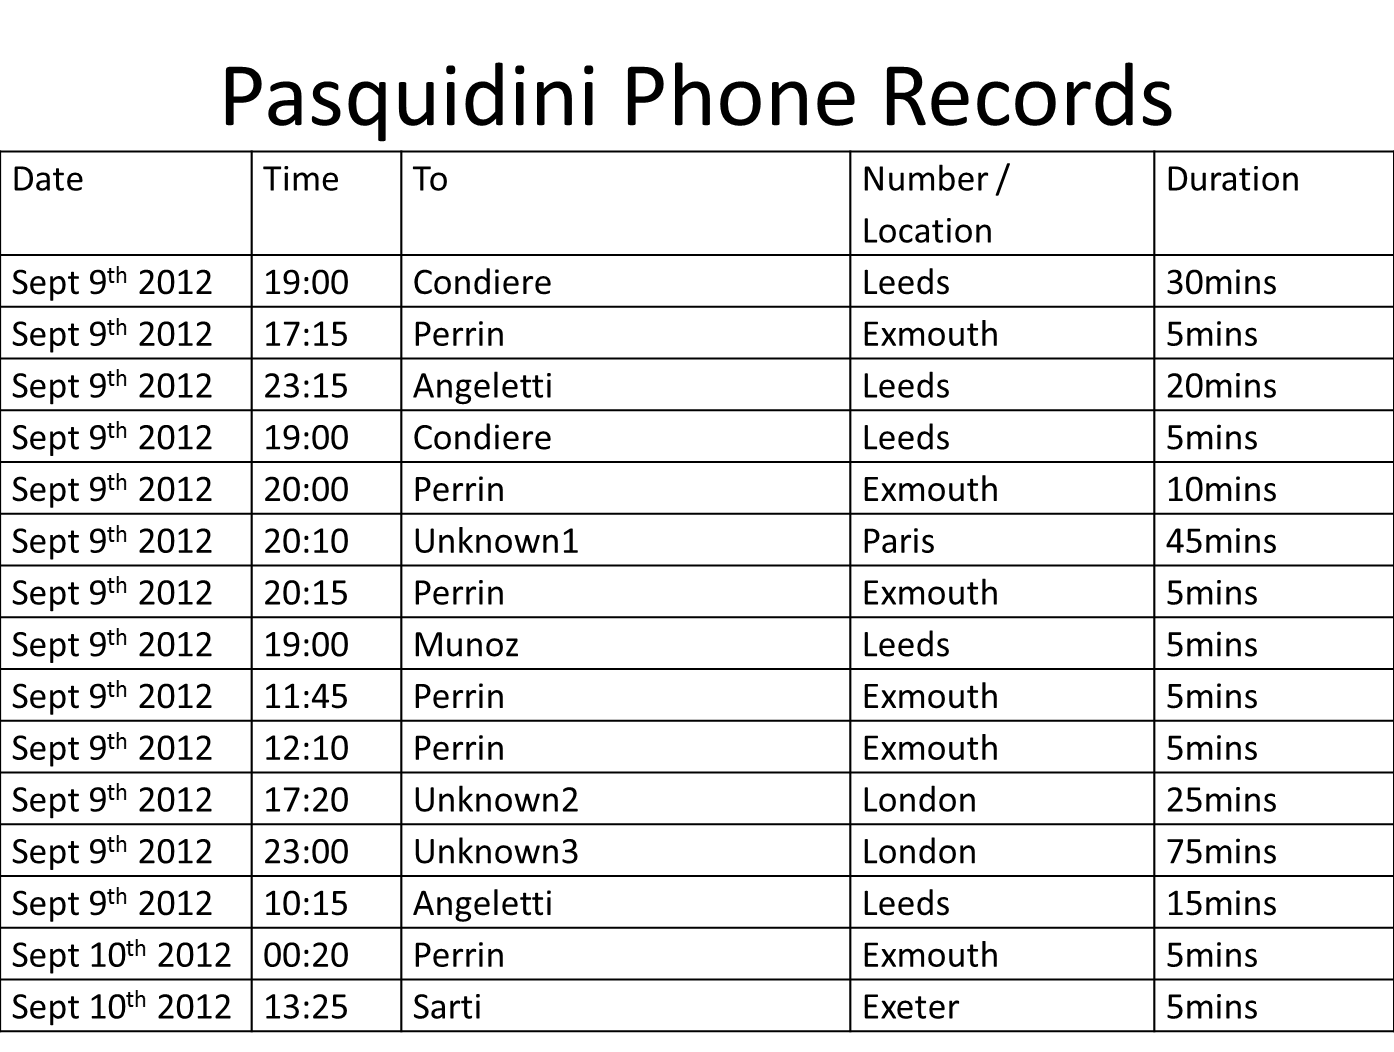 Pasquidini Phone Records
Date Time To Number / Duration
Location
Sept 9th 2012 19:00 Condiere Leeds 30mins
Sept 9th 2012 17:15 Perrin Exmouth 5mins
Sept 9th 2012 23:15 Angeletti Leeds 20mins
Sept 9th 2012 19:00 Condiere Leeds 5mins
Sept 9th 2012 20:00 Perrin Exmouth 10mins
Sept 9th 2012 20:10 Unknown1 Paris 45mins
Sept 9th 2012 20:15 Perrin Exmouth 5mins
Sept 9th 2012 19:00 Munoz Leeds 5mins
Sept 9th 2012 11:45 Perrin Exmouth 5mins
Sept 9th 2012 12:10 Perrin Exmouth 5mins
Sept 9th 2012 17:20 Unknown2 London 25mins
Sept 9th 2012 23:00 Unknown3 London 75mins
Sept 9th 2012 10:15 Angeletti Leeds 15mins
Sept 10th 2012 00:20 Perrin Exmouth 5mins
Sept 10th 2012 13:25 Sarti Exeter 5mins